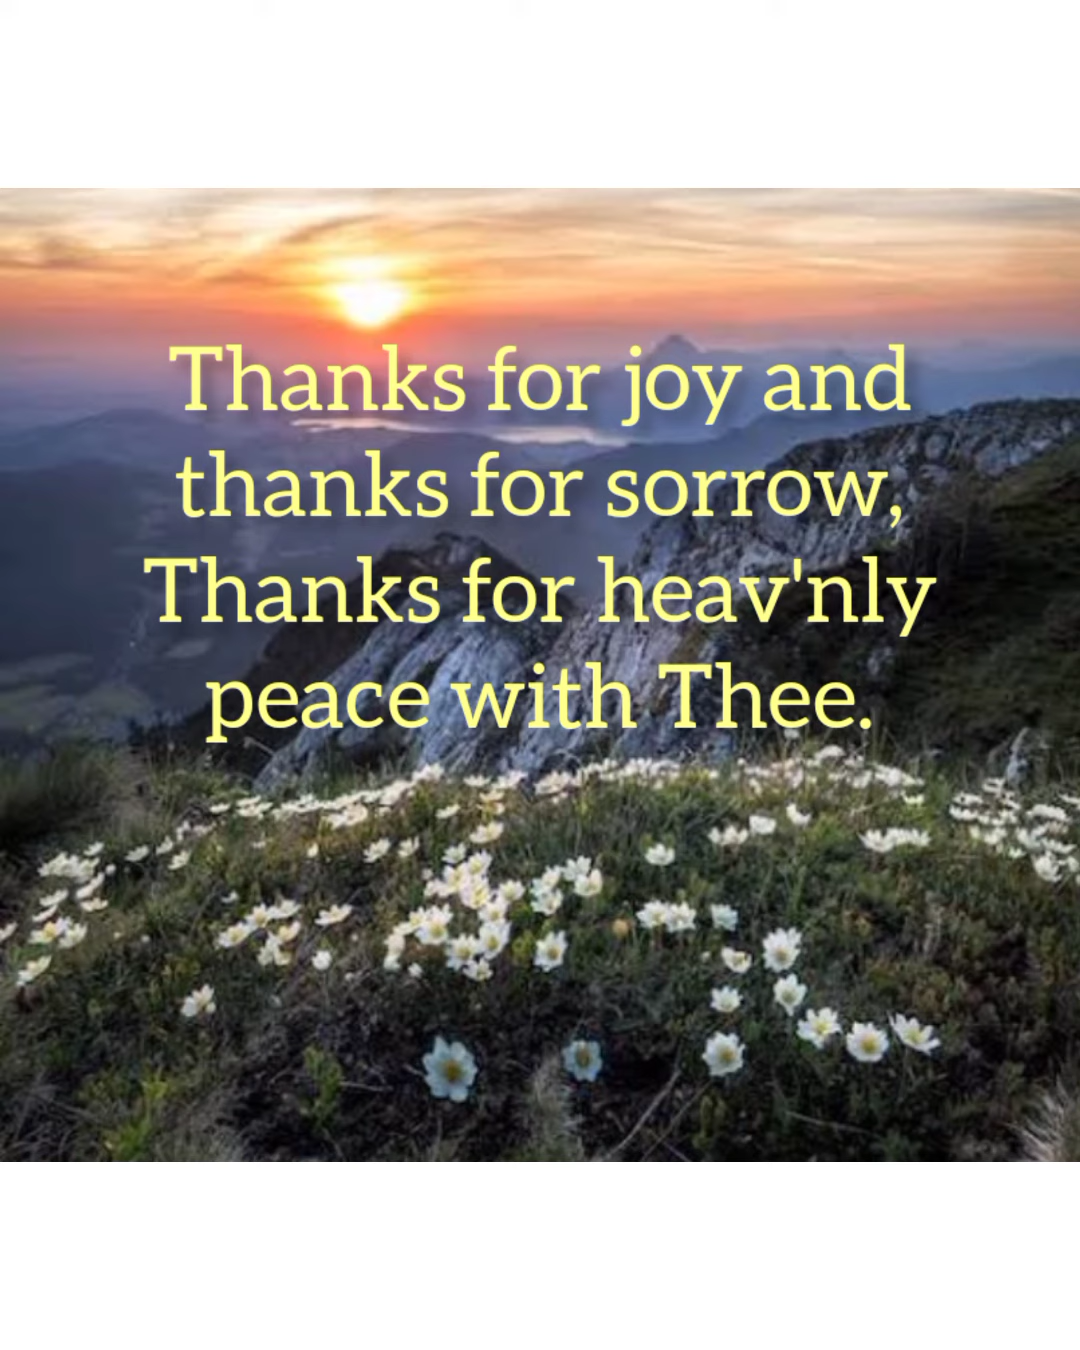 Thanks for joy and
thanks for sorrow,
Thanks for heav'nly
peace with Thee.